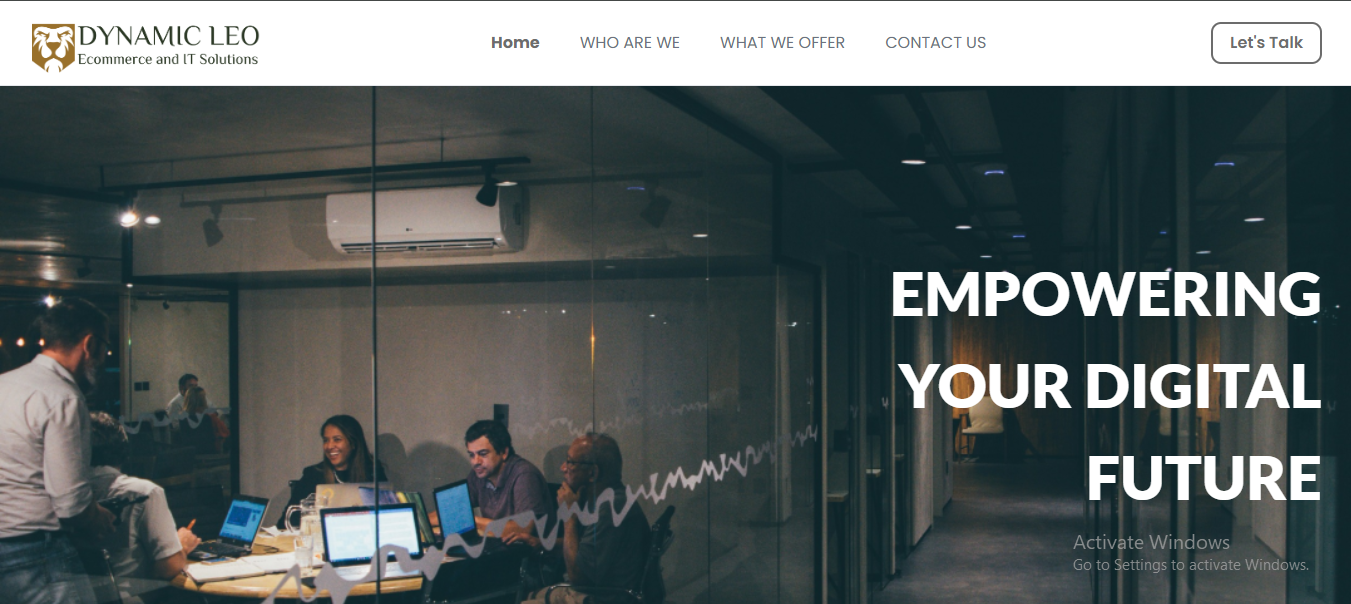 DYNAMIC LEO
Ecommerce and IT Solutions
Home WHO ARE WE WHAT WE OFFER CONTACT US
Let's Talk
EMPOWERING
YOUR DIGITAL
FUTURE
Activate Windows
Go to Settings to activate Windows.